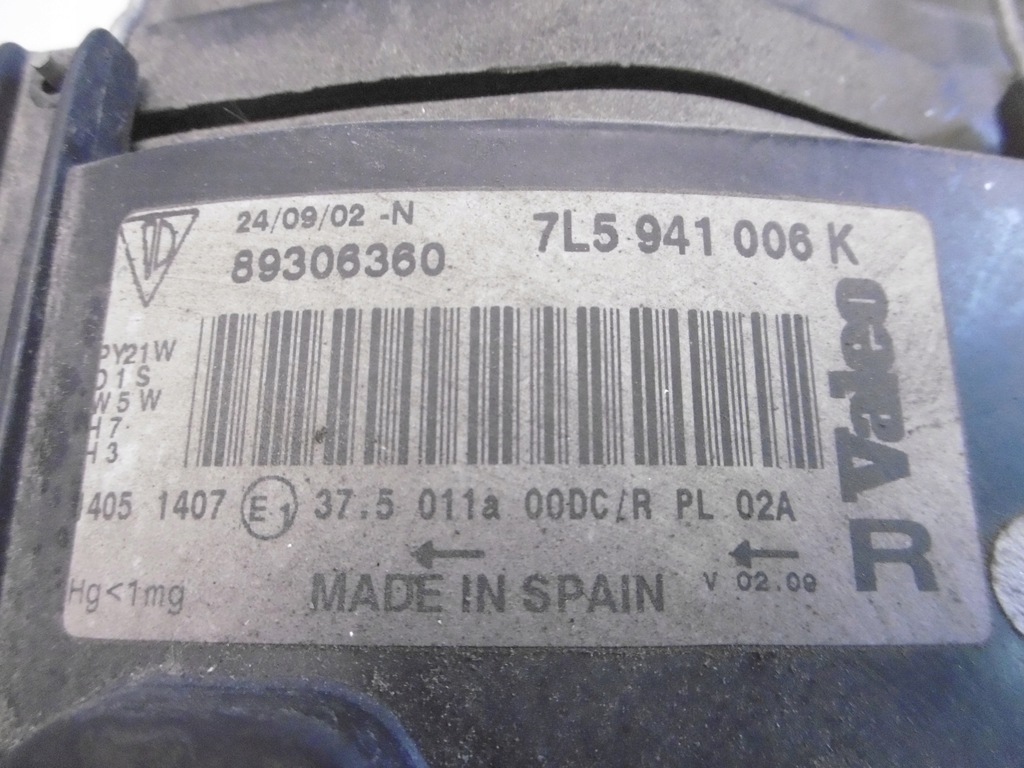 24/09/02 -N
89306360
7L5 941 006 K
PY21W
D1S
W5W
H7
H3
1405 1407 E1 37.5 011a 00DC/R PL 02A
Hg<1mg
MADE IN SPAIN
V 02.09
Valeo
R